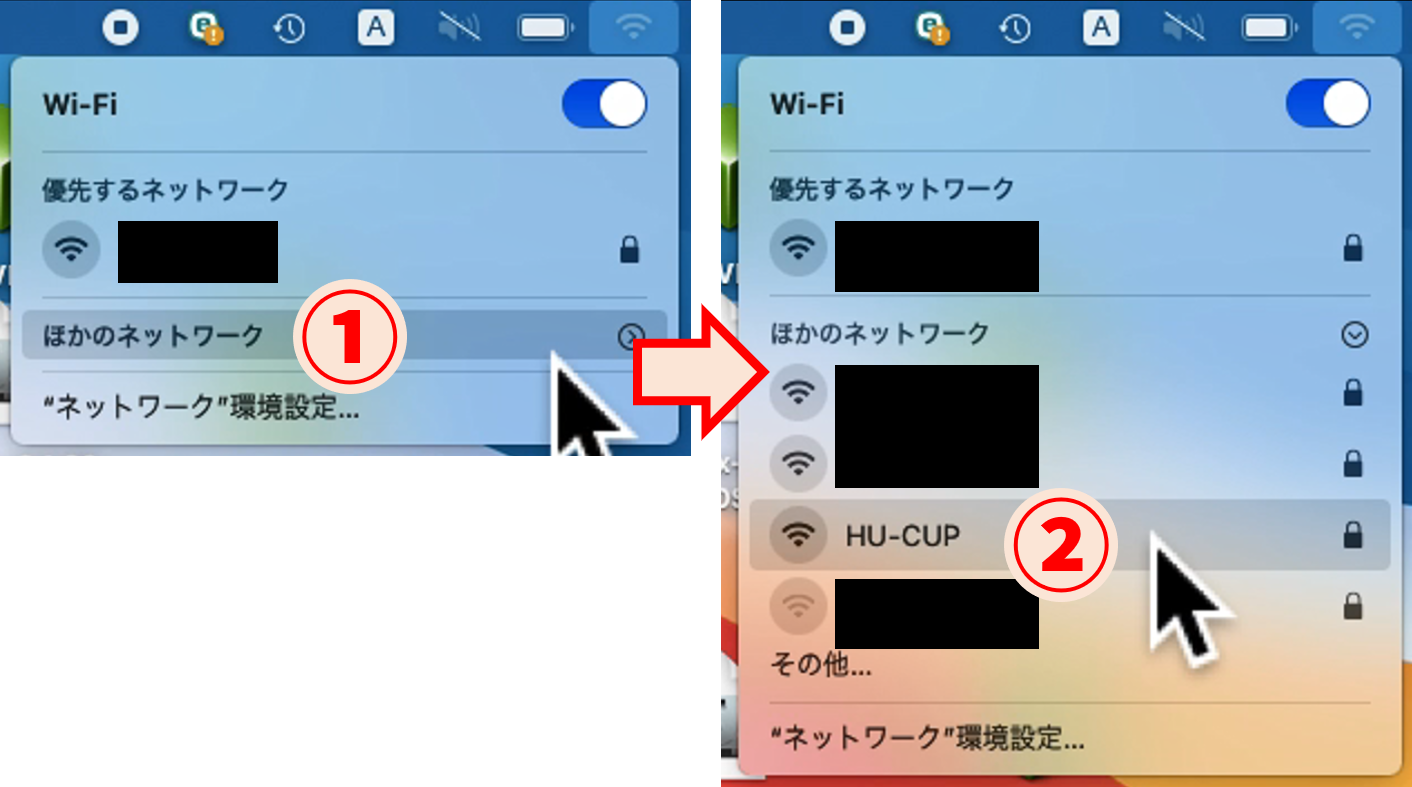 A
Wi-Fi
優先するネットワーク
ほかのネットワーク
1
“ネットワーク”環境設定...
A
Wi-Fi
優先するネットワーク
ほかのネットワーク
HU-CUP
2
その他...
“ネットワーク”環境設定...